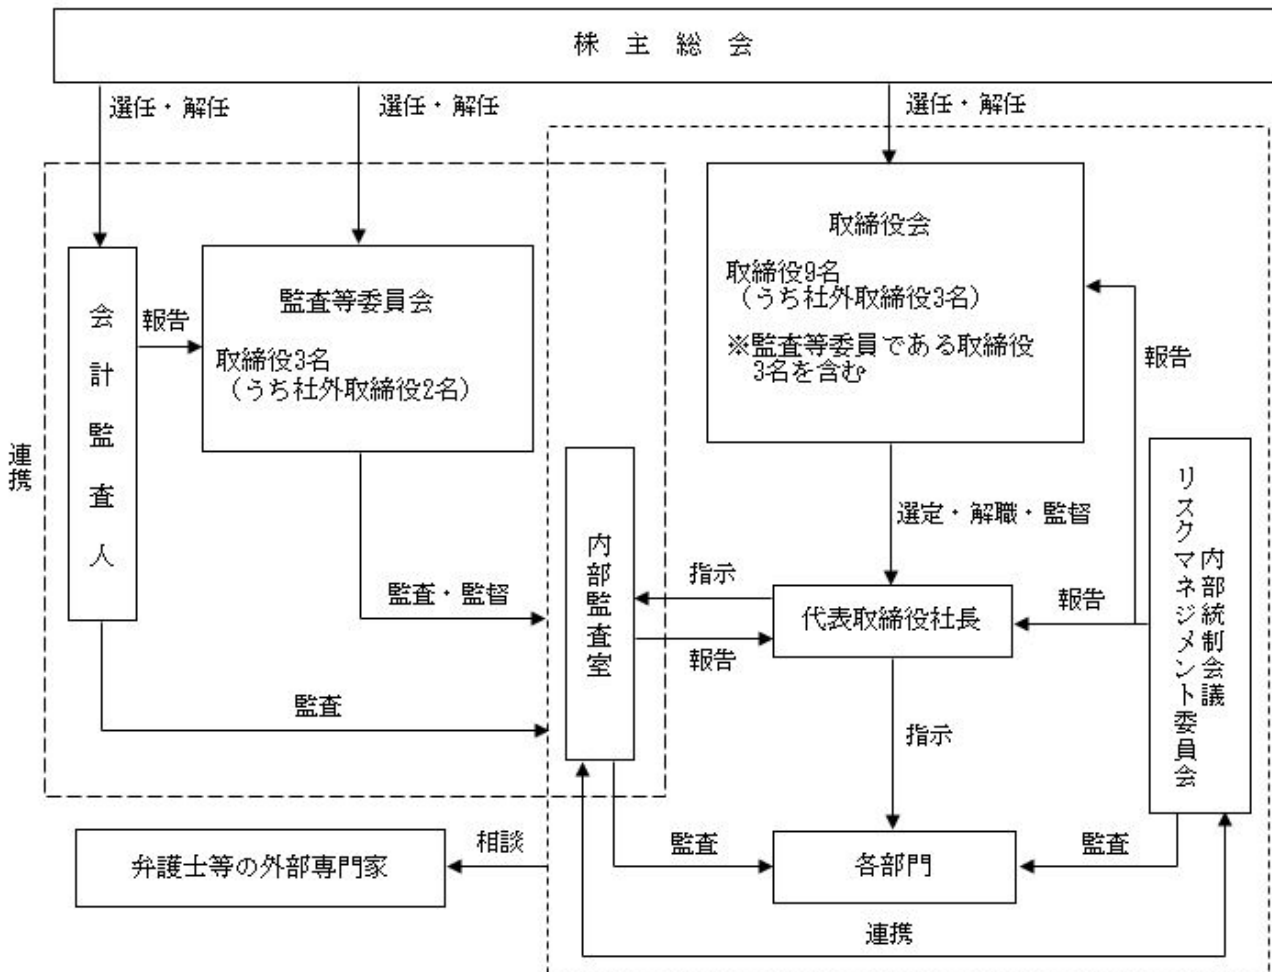 株主総会
選任・解任
選任・解任
選任・解任
取締役会
取締役9名
（うち社外取締役3名）
※監査等委員である取締役
3名を含む
会計監査人
報告
監査等委員会
取締役3名
（うち社外取締役2名）
報告
連携
内部監査室
選定・解職・監督
内部統制会議
リスクマネジメント委員会
指示
報告
代表取締役社長
報告
監査・監督
監査
指示
弁護士等の外部専門家
相談
監査
各部門
監査
連携